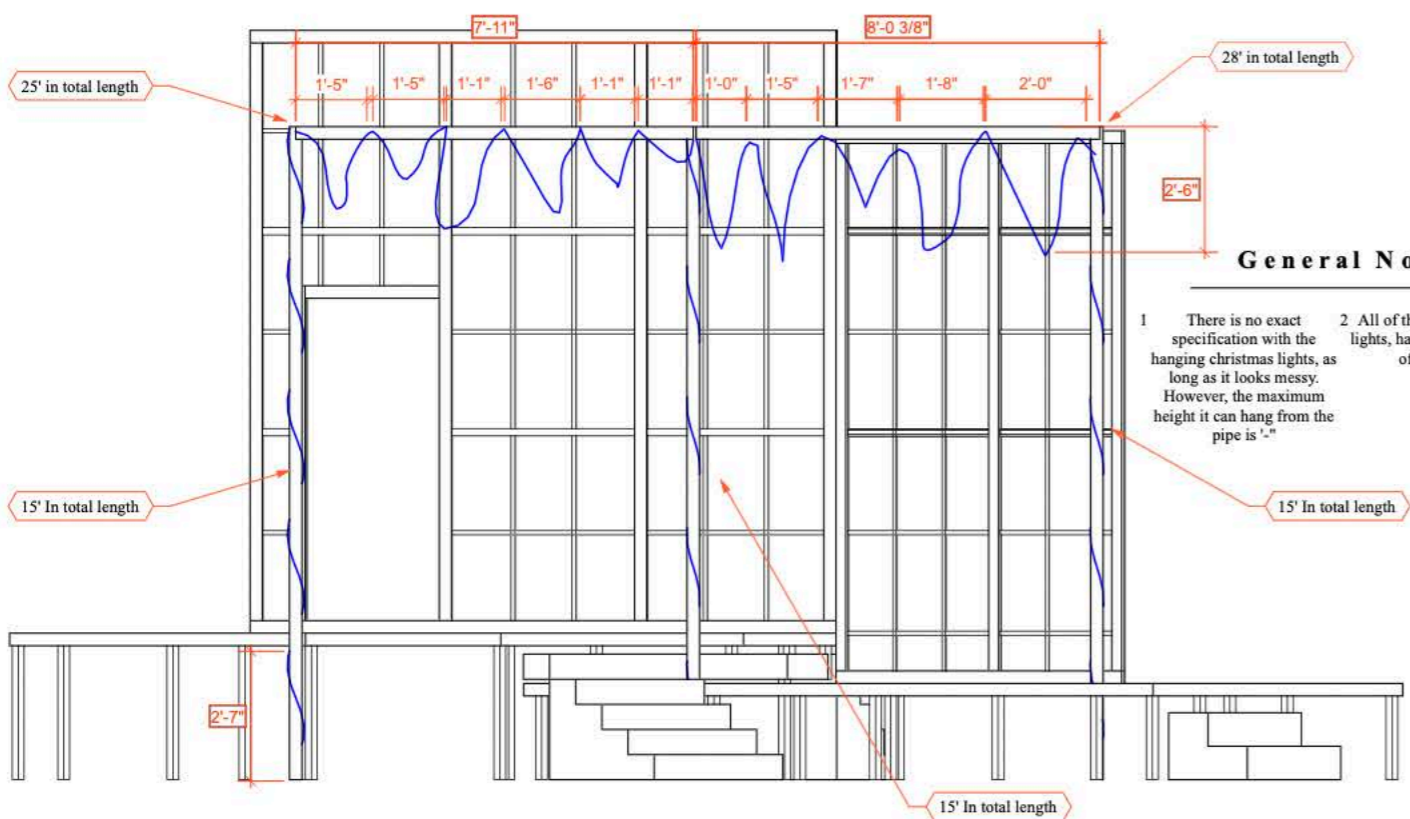 7'-11"
8'-0 3/8"
28' in total length
25' in total length
1'-5"
1'-5"
1'-1"
1'-6"
1'-1"
1'-1"
1'-0"
1'-5"
1'-7"
1'-8"
2'-0"
2'-6"
General No
1
There is no exact
specification with the
hanging christmas lights, as
long as it looks messy.
However, the maximum
height it can hang from the
pipe is '-"
2 All of th
lights, ha
of
15' In total length
15' In total length
2'-7"
15' In total length